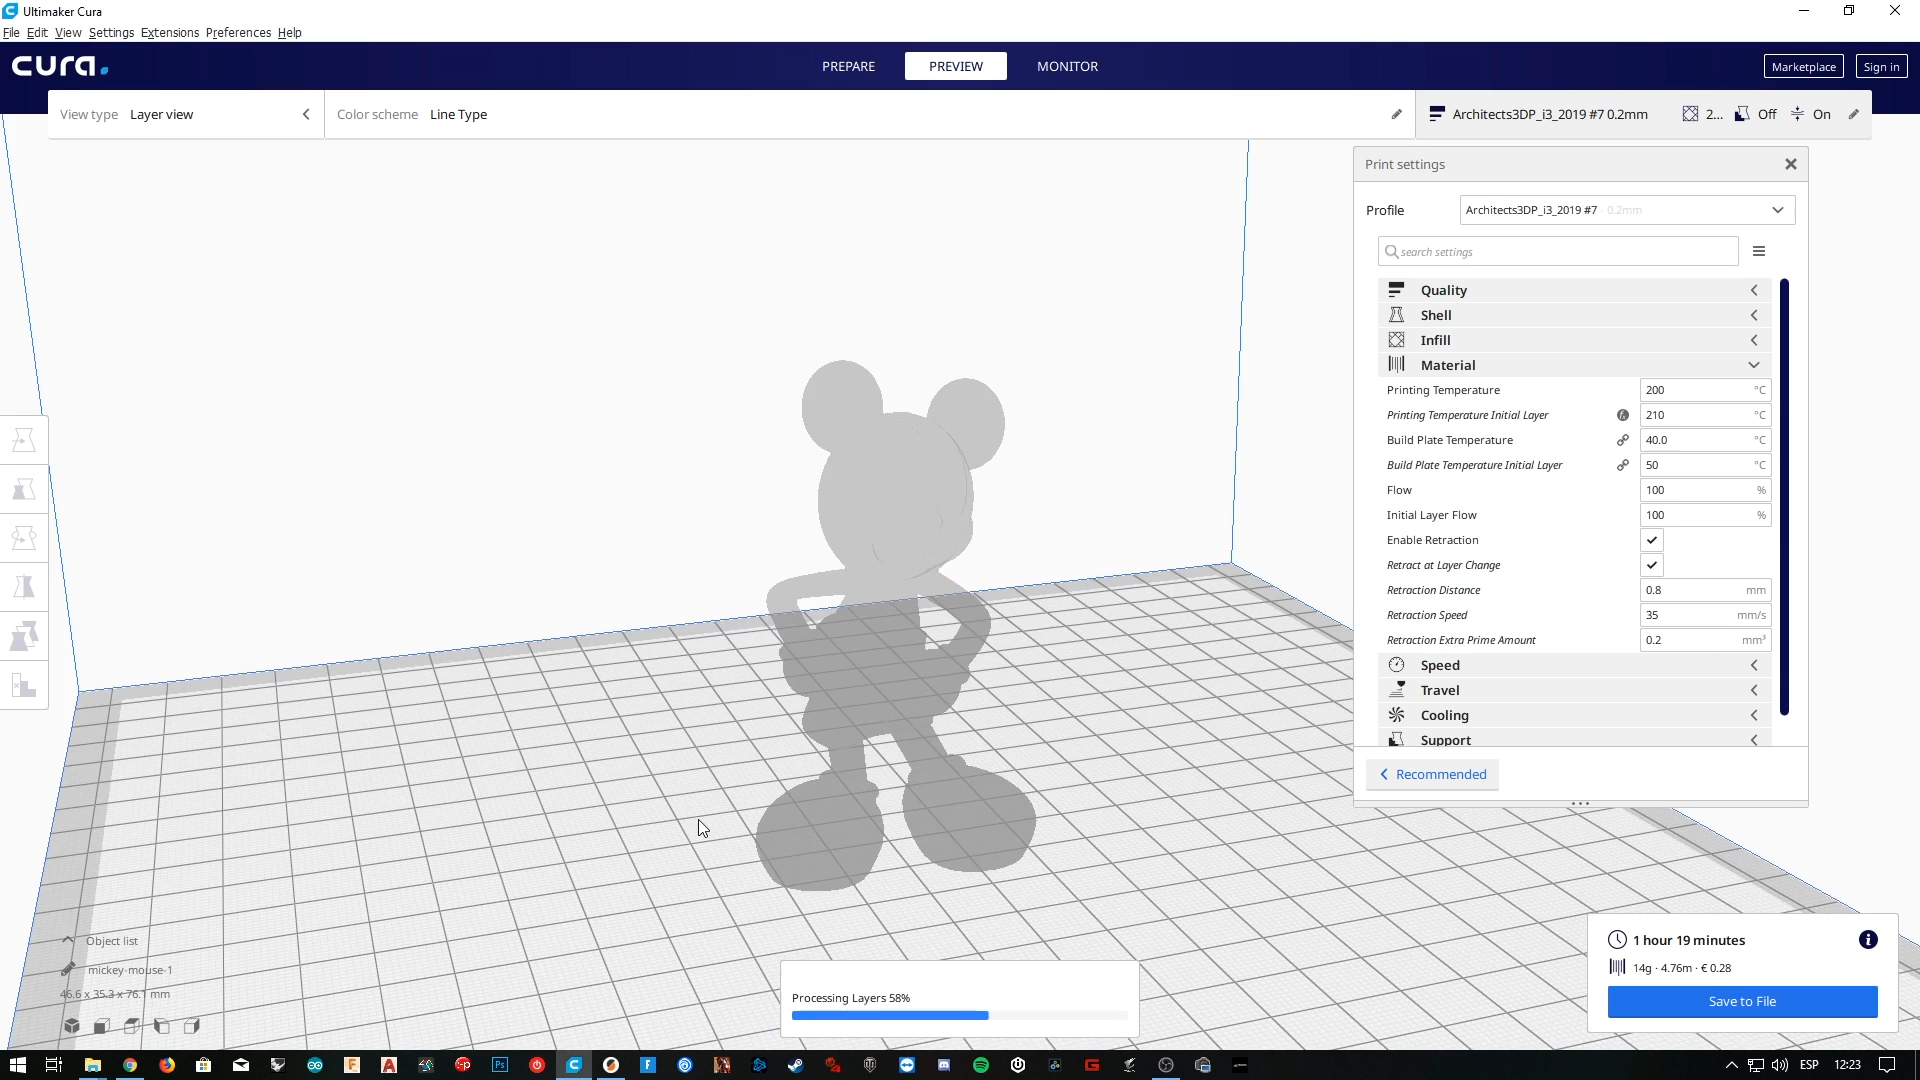 Ultimaker Cura
File Edit View Settings Extensions Preferences Help
cura.
PREPARE PREVIEW MONITOR
Marketplace Sign in
View type Layer view Color scheme Line Type Architects3DP_i3_2019 #7 0.2mm 2... Off On
Print settings
Profile Architects3DP_i3_2019 #7 - 0.2mm
search settings
Quality
Shell
Infill
Material
Printing Temperature 200 °C
Printing Temperature Initial Layer 210 °C
Build Plate Temperature 40.0 °C
Build Plate Temperature Initial Layer 50 °C
Flow 100 %
Initial Layer Flow 100 %
Enable Retraction
Retract at Layer Change
Retraction Distance 0.8 mm
Retraction Speed 35 mm/s
Retraction Extra Prime Amount 0.2 mm³
Speed
Travel
Cooling
Support
Recommended
Object list
mickey-mouse-1
46.6 x 35.3 x 76.1 mm
Processing Layers 58%
1 hour 19 minutes
14g · 4.76m · € 0.28
Save to File
ESP 12:23